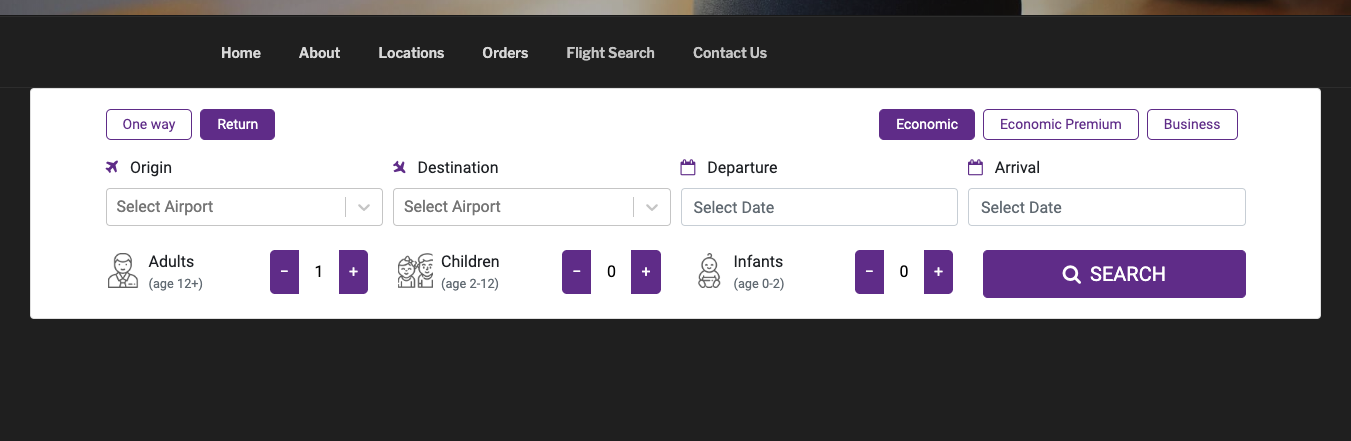 Home About Locations Orders Flight Search Contact Us
One way Return Economic Economic Premium Business
Origin Destination Departure Arrival
Select Airport Select Airport Select Date Select Date
Adults - 1 + Children - 0 + Infants - 0 + SEARCH
(age 12+) (age 2-12) (age 0-2)